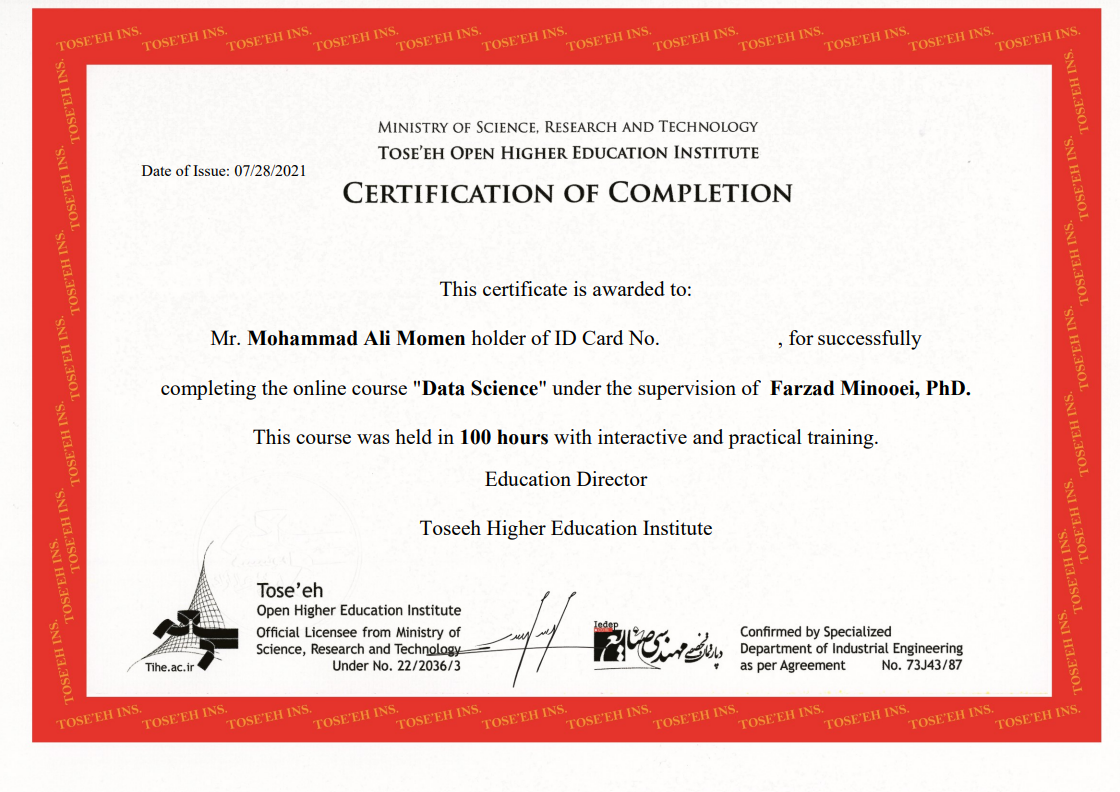 TOSE'EH INS. TOSE'EH INS. TOSE'EH INS. TOSE'EH INS. TOSE'EH INS. TOSE'EH INS. TOSE'EH INS. TOSE'EH INS. TOSE'EH INS. TOSE'EH INS. TOSE'EH INS. TOSE'EH INS.
MINISTRY OF SCIENCE, RESEARCH AND TECHNOLOGY
TOSE'EH OPEN HIGHER EDUCATION INSTITUTE
Date of Issue: 07/28/2021
CERTIFICATION OF COMPLETION
This certificate is awarded to:
Mr. Mohammad Ali Momen holder of ID Card No. , for successfully
completing the online course "Data Science" under the supervision of Farzad Minooei, PhD.
This course was held in 100 hours with interactive and practical training.
Education Director
Toseeh Higher Education Institute
Tose'eh
Open Higher Education Institute
Official Licensee from Ministry of
Science, Research and Technology
Under No. 22/2036/3
Tihe.ac.ir
Iedep
دپارتمان تخصصی مهندسی صنایع
Confirmed by Specialized
Department of Industrial Engineering
as per Agreement No. 73J43/87
TOSE'EH INS. TOSE'EH INS. TOSE'EH INS. TOSE'EH INS. TOSE'EH INS. TOSE'EH INS. TOSE'EH INS. TOSE'EH INS. TOSE'EH INS. TOSE'EH INS. TOSE'EH INS. TOSE'EH INS.